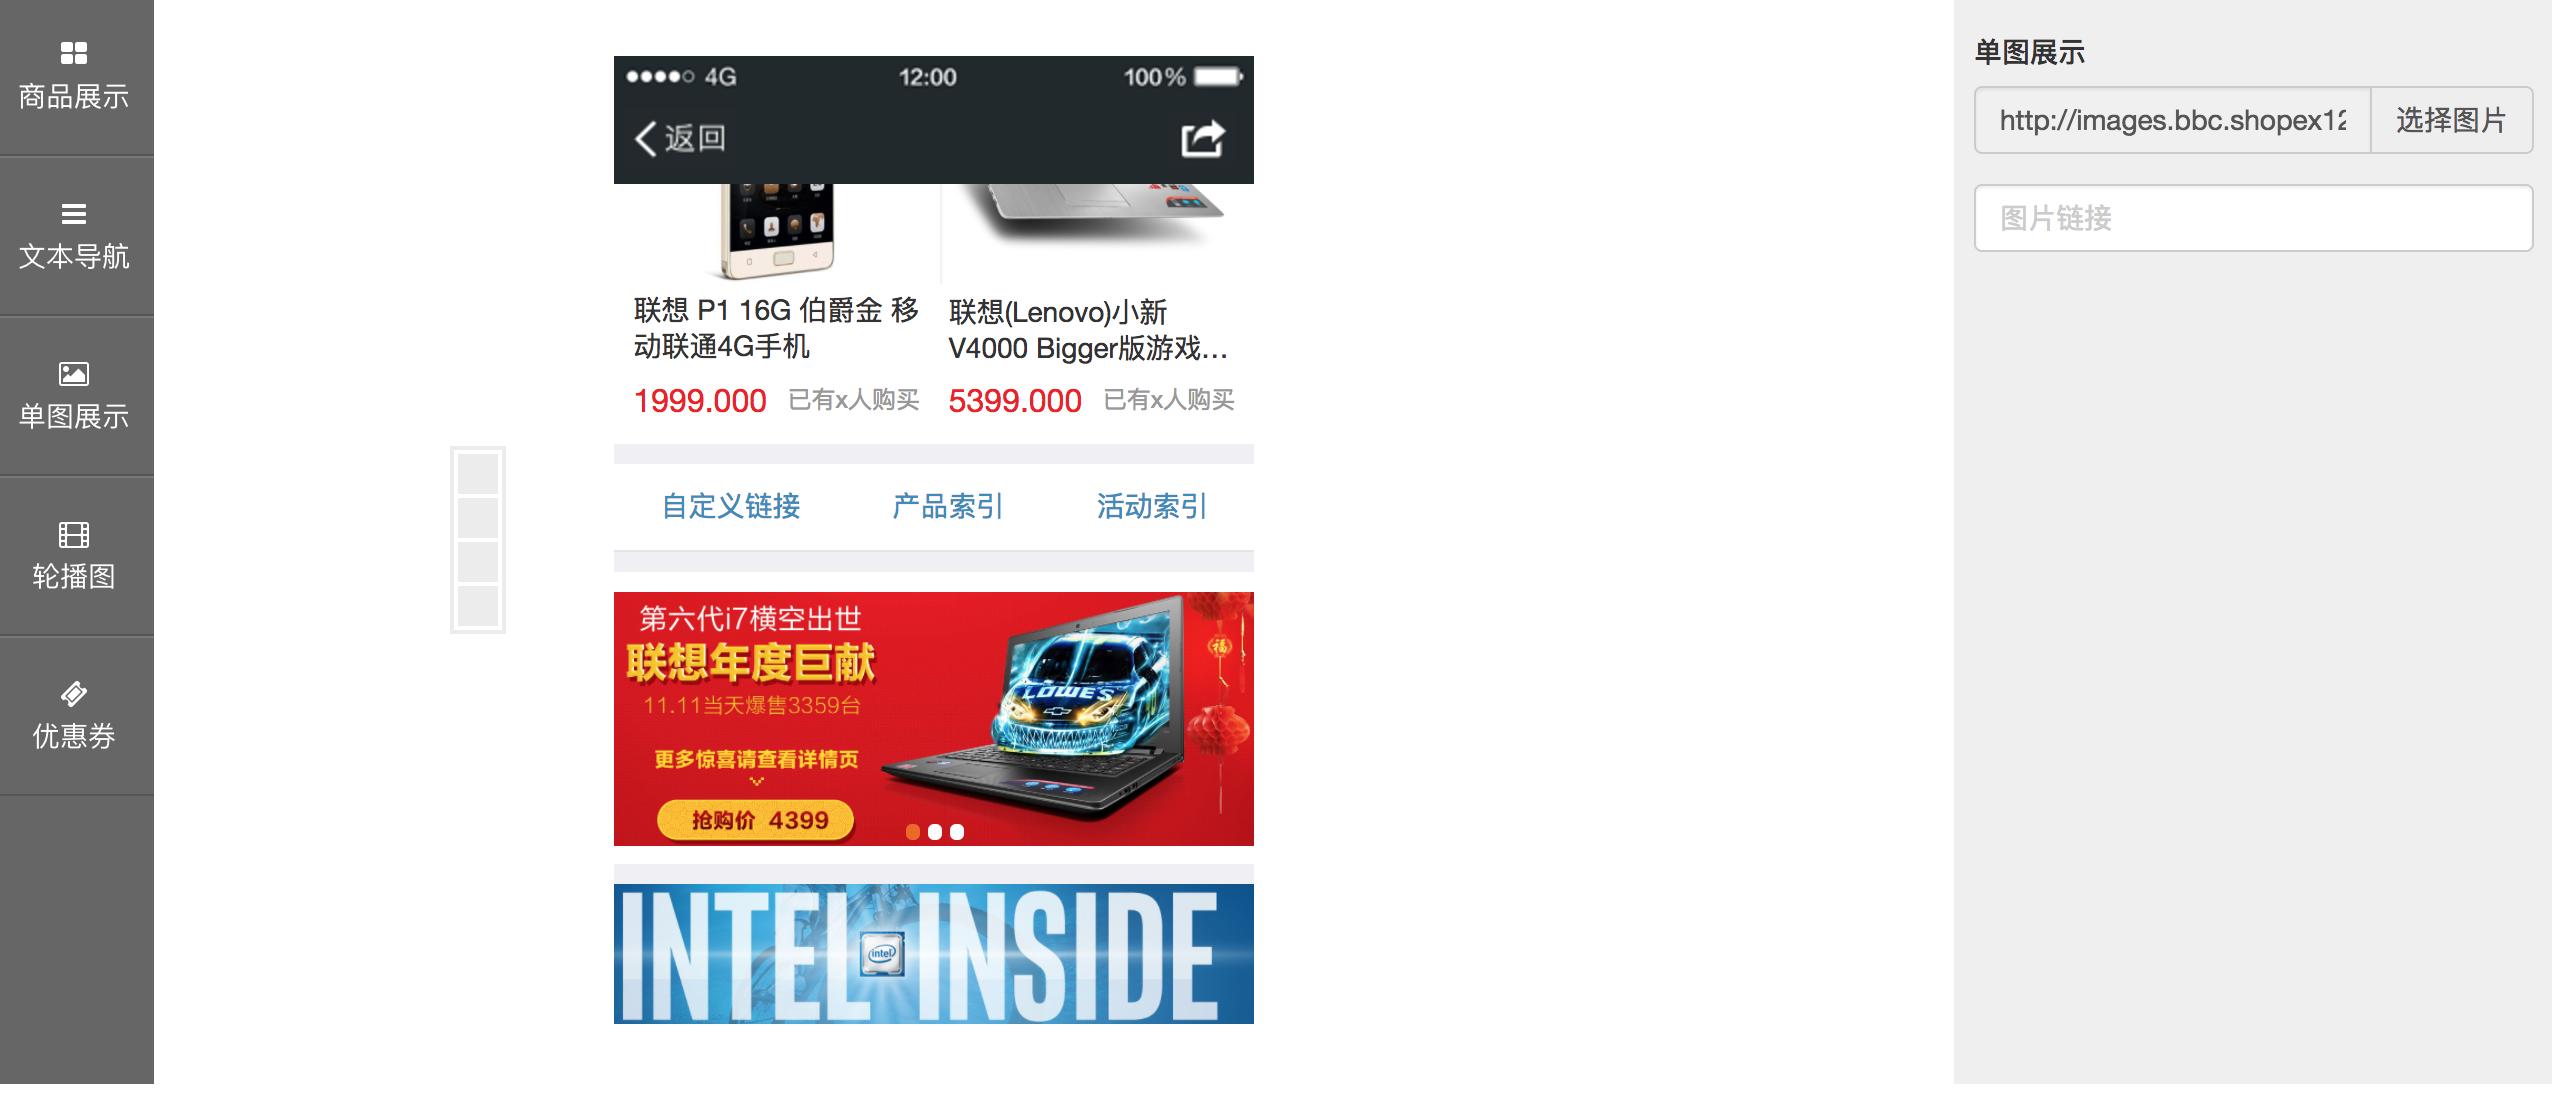 商品展示
文本导航
单图展示
轮播图
优惠券
4G 12:00 100%
返回
联想 P1 16G 伯爵金 移
动联通4G手机
1999.000 已有x人购买
联想(Lenovo)小新
V4000 Bigger版游戏…
5399.000 已有x人购买
自定义链接 产品索引 活动索引
第六代i7横空出世
联想年度巨献
11.11当天爆售3359台
更多惊喜请查看详情页
抢购价 4399
LOWE'S
福
INTEL INSIDE
intel
单图展示
http://images.bbc.shopex12
选择图片
图片链接